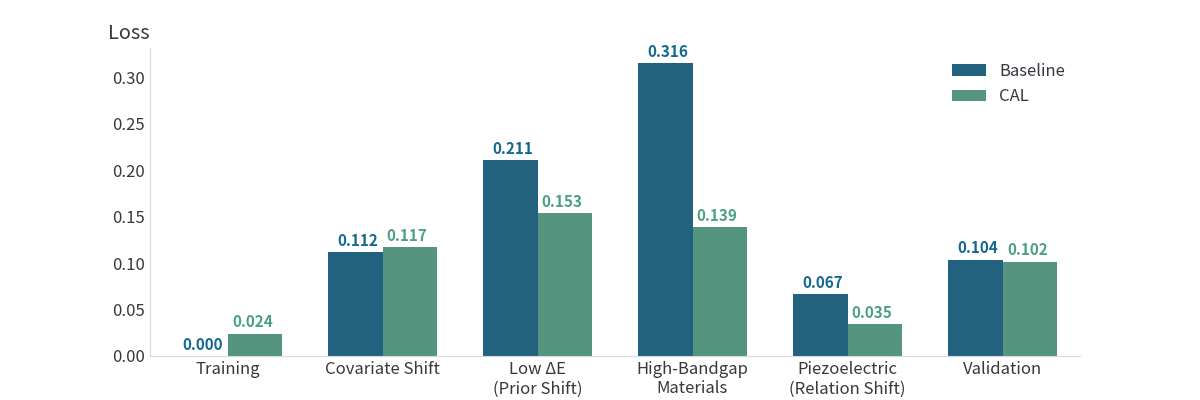 Loss
0.30
0.25
0.20
0.15
0.10
0.05
0.00
0.000
0.024
0.112
0.117
0.211
0.153
0.316
0.139
0.067
0.035
0.104
0.102
Baseline
CAL
Training
Covariate Shift
Low ΔE
(Prior Shift)
High-Bandgap
Materials
Piezoelectric
(Relation Shift)
Validation